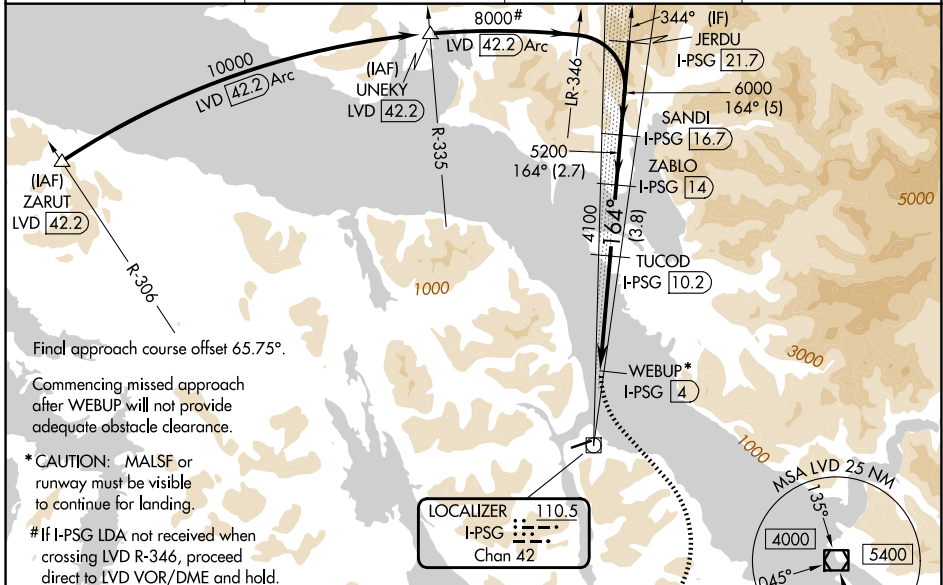 8000#
LVD 42.2 Arc
10000
LVD 42.2 Arc
(IAF)
UNEKY
LVD 42.2
(IAF)
ZARUT
LVD 42.2
R-306
R-335
LR-346
344° (IF)
JERDU
I-PSG 21.7
6000
164° (5)
SANDI
I-PSG 16.7
5200
164° (2.7)
ZABLO
I-PSG 14
4100
164°
(3.8)
TUCOD
I-PSG 10.2
5000
1000
3000
WEBUP*
I-PSG 4
1000
Final approach course offset 65.75°.
Commencing missed approach
after WEBUP will not provide
adequate obstacle clearance.
*CAUTION: MALSF or
runway must be visible
to continue for landing.
#If I-PSG LDA not received when
crossing LVD R-346, proceed
direct to LVD VOR/DME and hold.
LOCALIZER 110.5
I-PSG
Chan 42
MSA LVD 25 NM
135°
4000
5400
045°